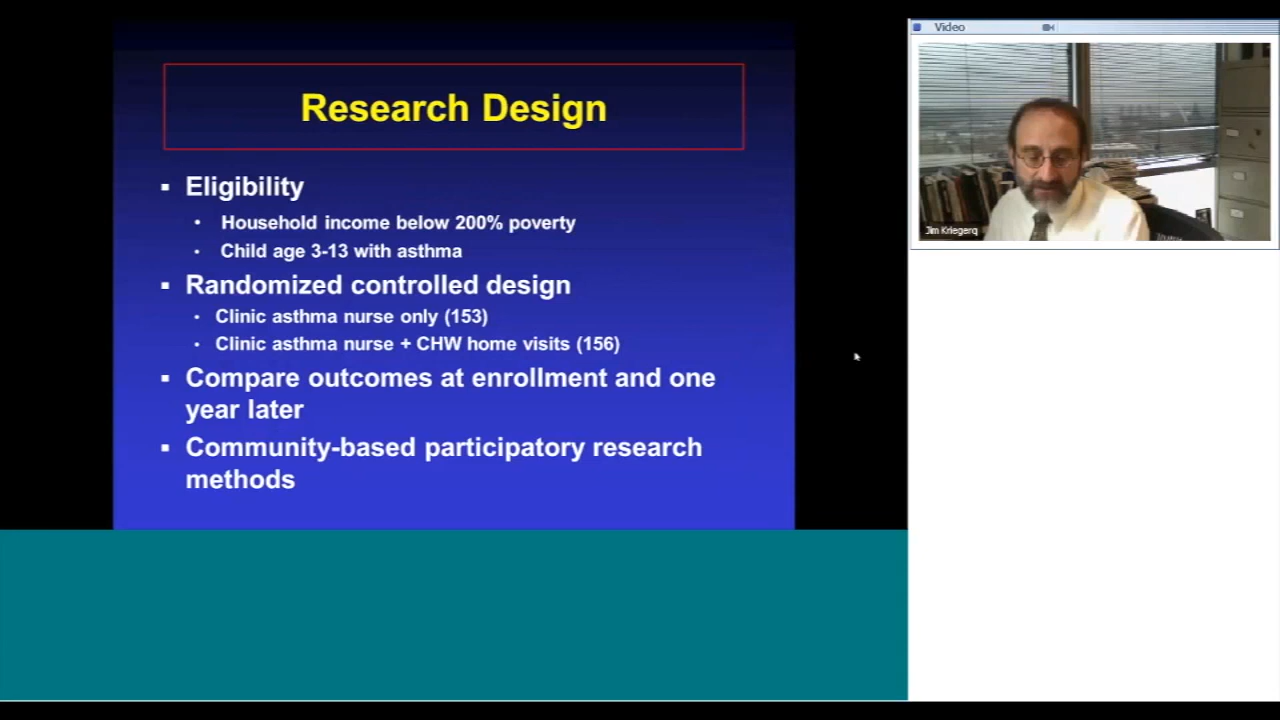 Research Design
Eligibility
Household income below 200% poverty
Child age 3-13 with asthma
Randomized controlled design
Clinic asthma nurse only (153)
Clinic asthma nurse + CHW home visits (156)
Compare outcomes at enrollment and one
year later
Community-based participatory research
methods
Video
Jim Kriegerq